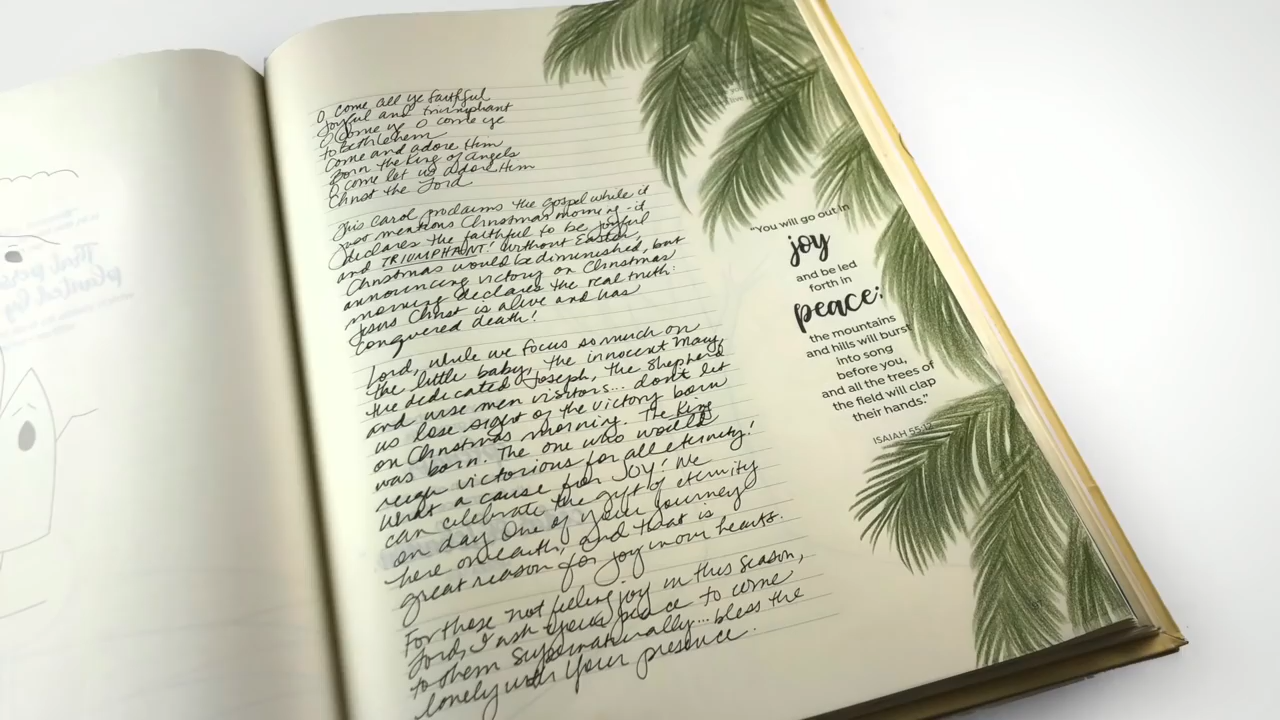 O come all ye faithful
Joyful and triumphant
O come ye O come ye
to Bethlehem
Come and adore Him
Born the King of Angels
O come let us adore Him
Christ the Lord
This carol proclaims the gospel while it
just mentions Christmas morning - it
declares the faithful to be joyful
and TRIUMPHANT! Without Easter,
Christmas would be diminished, but
announcing victory on Christmas
morning declares the real truth:
Jesus Christ is alive and has
conquered death!
Lord, while we focus so much on
the little baby, the innocent Mary,
the dedicated Joseph, the shepherd
and wise men visitors... don't let
us lose sight of the victory born
on Christmas morning. The King
was born. The one who would
reign victorious for all eternity!
What a cause for Joy! We
can celebrate the gift of eternity
on day One of your journey
here on earth, and that is
great reason for joy in our hearts.
For those not feeling joy in this season,
Lord, I ask your peace to come
to them supernaturally... bless the
lonely with Your presence.
"You will go out in
joy
and be led
forth in
peace;
the mountains
and hills will burst
into song
before you,
and all the trees of
the field will clap
their hands."
ISAIAH 55:12